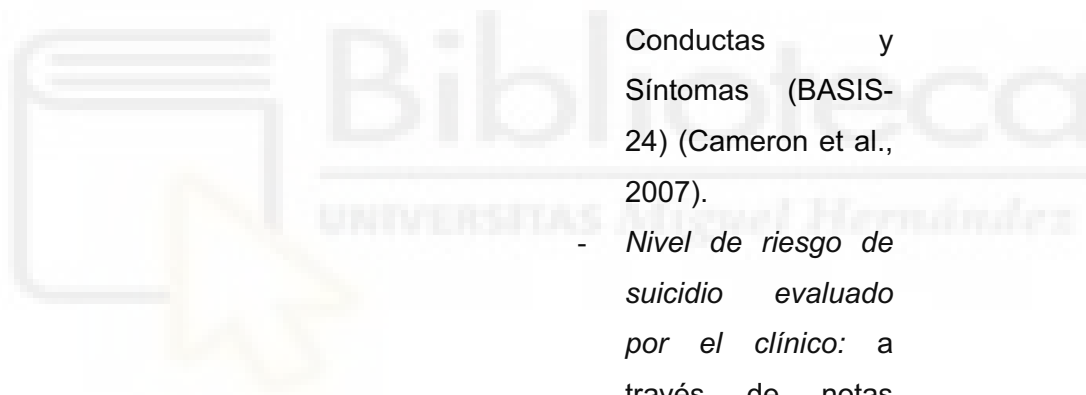 Biblioteca
UNIVERSITAS Miguel Hernández
Conductas y
Síntomas (BASIS-
24) (Cameron et al.,
2007).
- Nivel de riesgo de
suicidio evaluado
por el clínico: a
través de notas